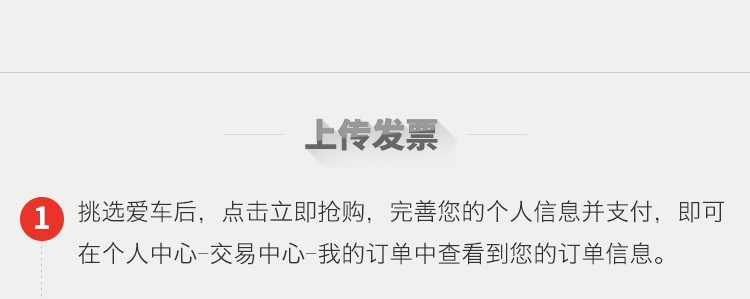 上传发票
1 挑选爱车后，点击立即抢购，完善您的个人信息并支付，即可
在个人中心-交易中心-我的订单中查看到您的订单信息。